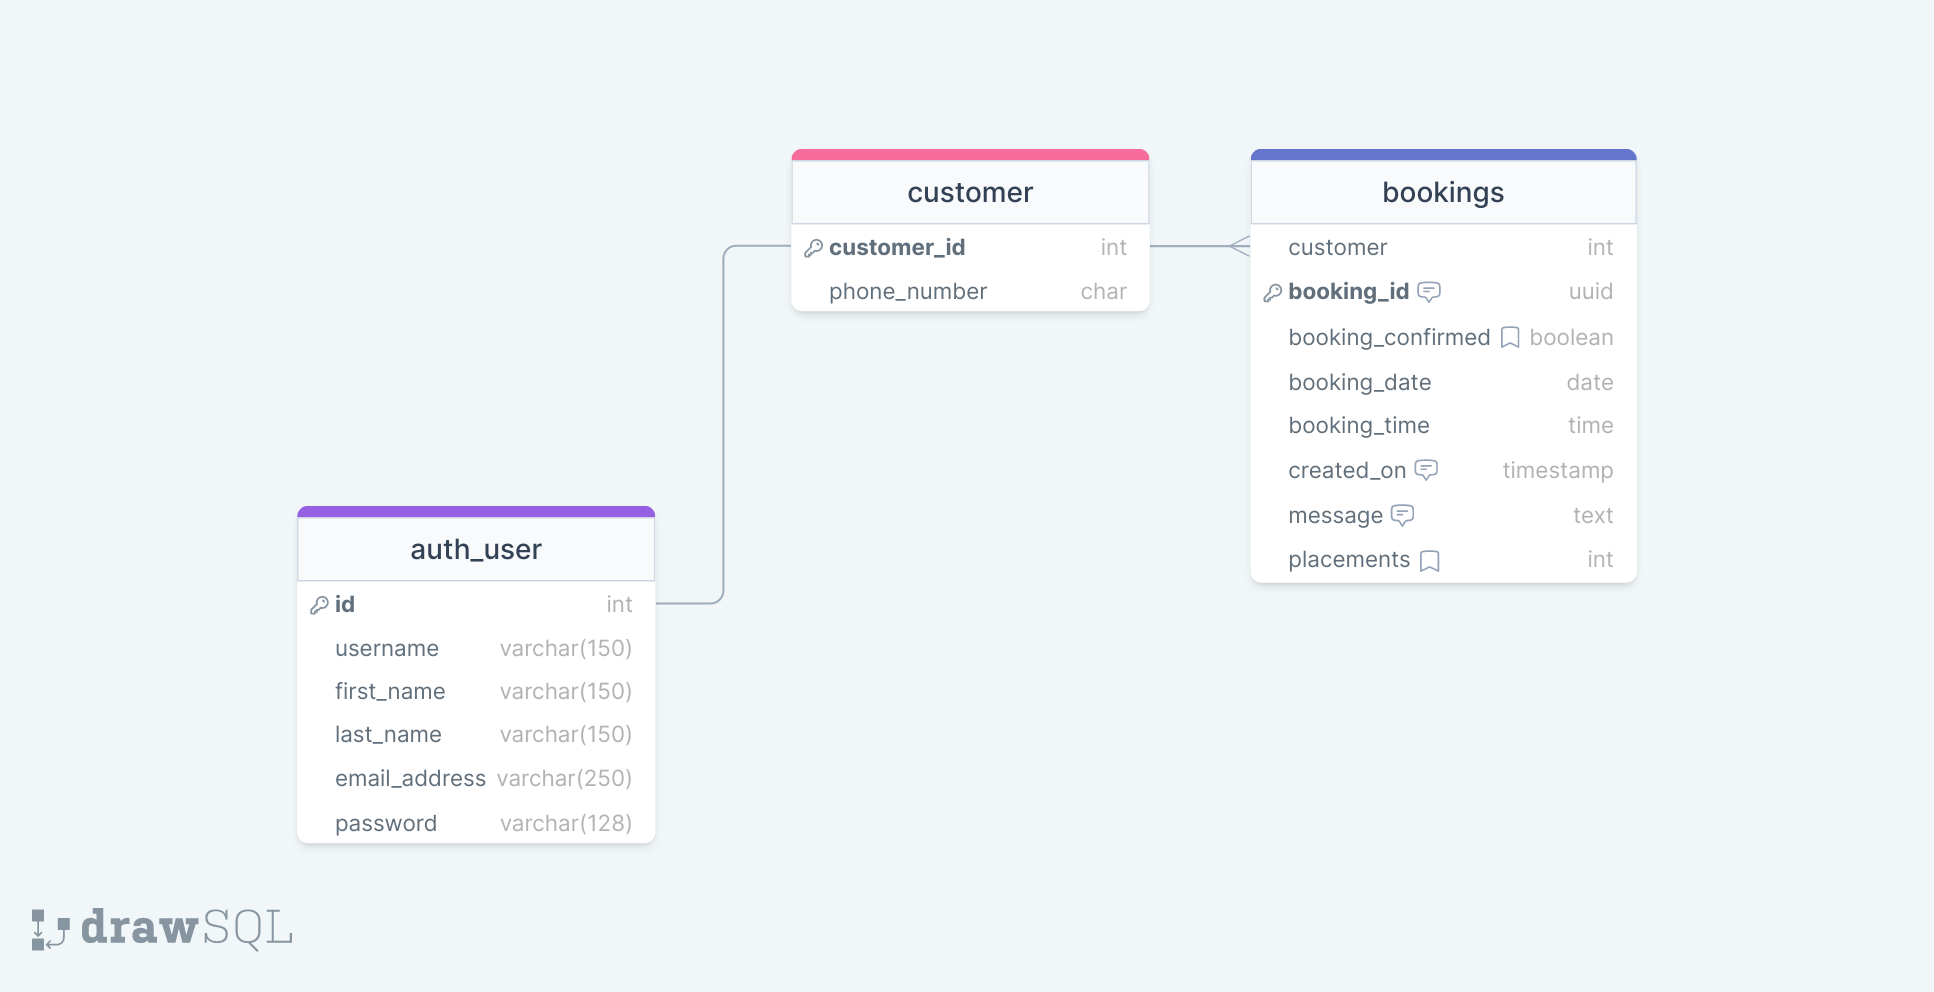 customer
customer_id int
phone_number char
bookings
customer int
booking_id uuid
booking_confirmed boolean
booking_date date
booking_time time
created_on timestamp
message text
placements int
auth_user
id int
username varchar(150)
first_name varchar(150)
last_name varchar(150)
email_address varchar(250)
password varchar(128)
drawSQL